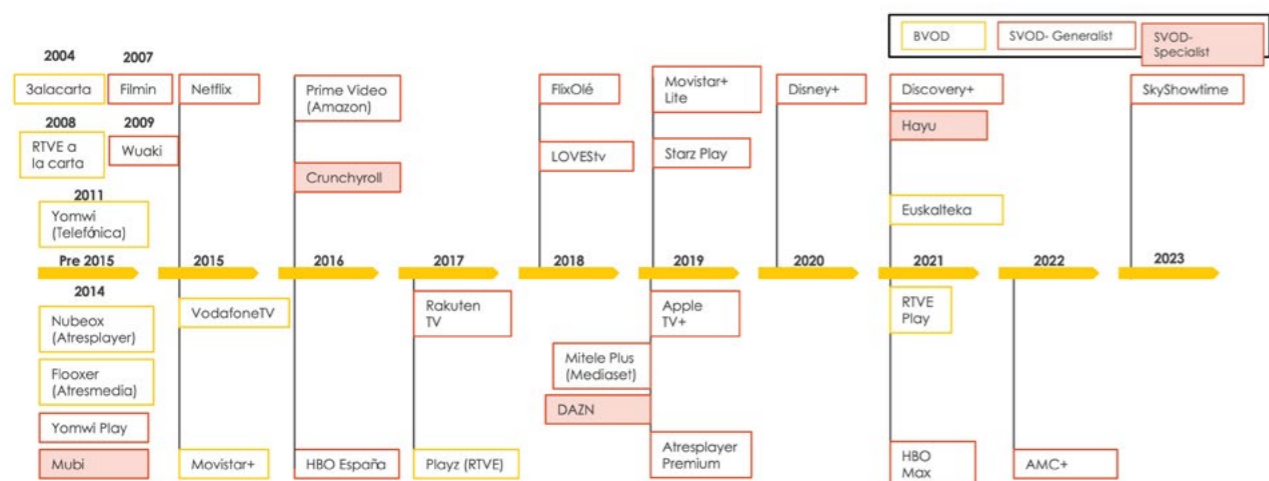 BVOD
SVOD- Generalist
SVOD-
Specialist
2004
2007
3alacarta
Filmin
Netflix
Prime Video
(Amazon)
FlixOlé
Movistar+
Lite
Disney+
Discovery+
SkyShowtime
Hayu
2008
2009
RTVE a
la carta
Wuaki
LOVEStv
Starz Play
Crunchyroll
2011
Yomwi
(Telefónica)
Euskalteka
Pre 2015
2015
2016
2017
2018
2019
2020
2021
2022
2023
2014
Nubeox
(Atresplayer)
VodafoneTV
Rakuten
TV
Apple
TV+
RTVE
Play
Mitele Plus
(Mediaset)
Flooxer
(Atresmedia)
DAZN
Yomwi Play
Mubi
Movistar+
HBO España
Playz (RTVE)
Atresplayer
Premium
HBO
Max
AMC+